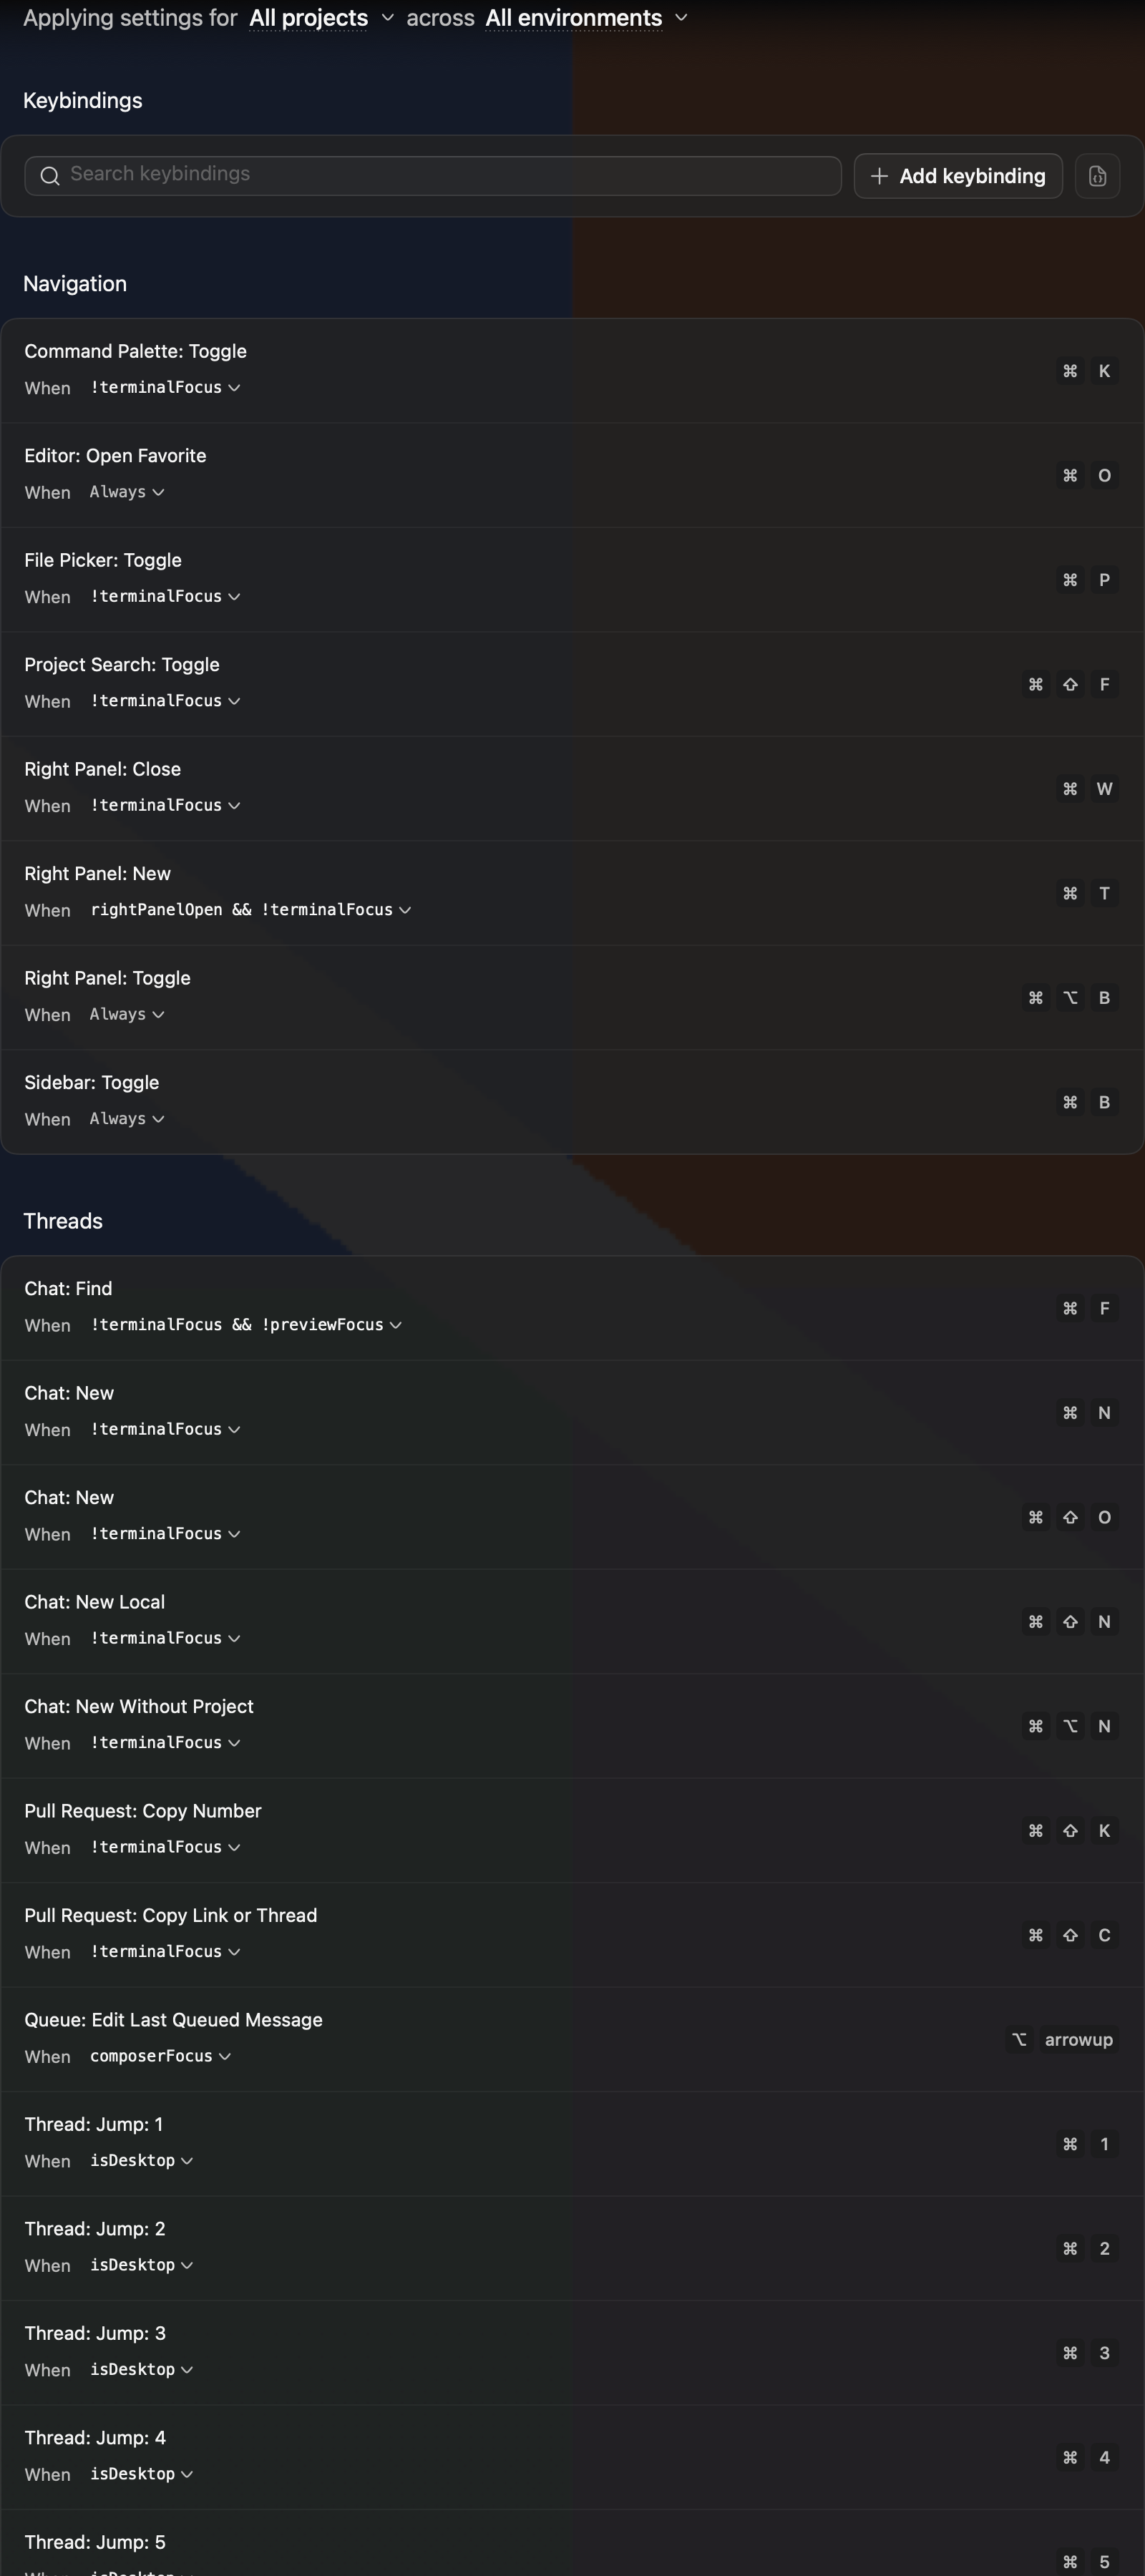 Applying settings for All projects across All environments
Keybindings
Search keybindings
Add keybinding
Navigation
Command Palette: Toggle
When !terminalFocus
⌘ K
Editor: Open Favorite
When Always
⌘ O
File Picker: Toggle
When !terminalFocus
⌘ P
Project Search: Toggle
When !terminalFocus
⌘ ⇧ F
Right Panel: Close
When !terminalFocus
⌘ W
Right Panel: New
When rightPanelOpen && !terminalFocus
⌘ T
Right Panel: Toggle
When Always
⌘ ⌥ B
Sidebar: Toggle
When Always
⌘ B
Threads
Chat: Find
When !terminalFocus && !previewFocus
⌘ F
Chat: New
When !terminalFocus
⌘ N
Chat: New
When !terminalFocus
⌘ ⇧ O
Chat: New Local
When !terminalFocus
⌘ ⇧ N
Chat: New Without Project
When !terminalFocus
⌘ ⌥ N
Pull Request: Copy Number
When !terminalFocus
⌘ ⇧ K
Pull Request: Copy Link or Thread
When !terminalFocus
⌘ ⇧ C
Queue: Edit Last Queued Message
When composerFocus
⌥ arrowup
Thread: Jump: 1
When isDesktop
⌘ 1
Thread: Jump: 2
When isDesktop
⌘ 2
Thread: Jump: 3
When isDesktop
⌘ 3
Thread: Jump: 4
When isDesktop
⌘ 4
Thread: Jump: 5
⌘ 5